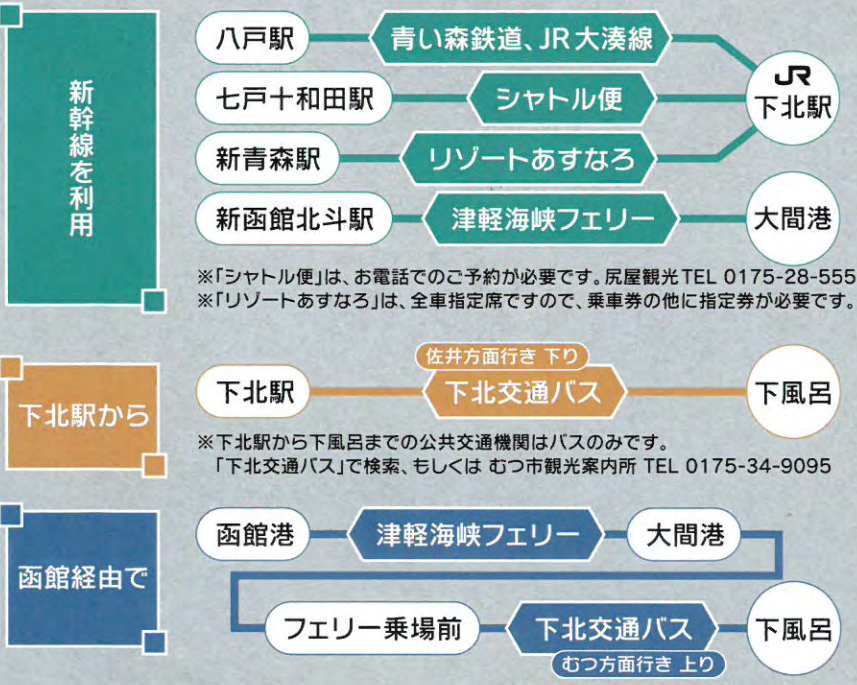 新幹線を利用
八戸駅 青い森鉄道、JR大湊線
七戸十和田駅 シャトル便
新青森駅 リゾートあすなろ
JR
下北駅
新函館北斗駅 津軽海峡フェリー 大間港
※「シャトル便」は、お電話でのご予約が必要です。尻屋観光TEL 0175-28-555
※「リゾートあすなろ」は、全車指定席ですので、乗車券の他に指定券が必要です。
下北駅から
佐井方面行き 下り
下北駅 下北交通バス 下風呂
※下北駅から下風呂までの公共交通機関はバスのみです。
「下北交通バス」で検索、もしくは むつ市観光案内所 TEL 0175-34-9095
函館経由で
函館港 津軽海峡フェリー 大間港
フェリー乗場前 下北交通バス 下風呂
むつ方面行き 上り